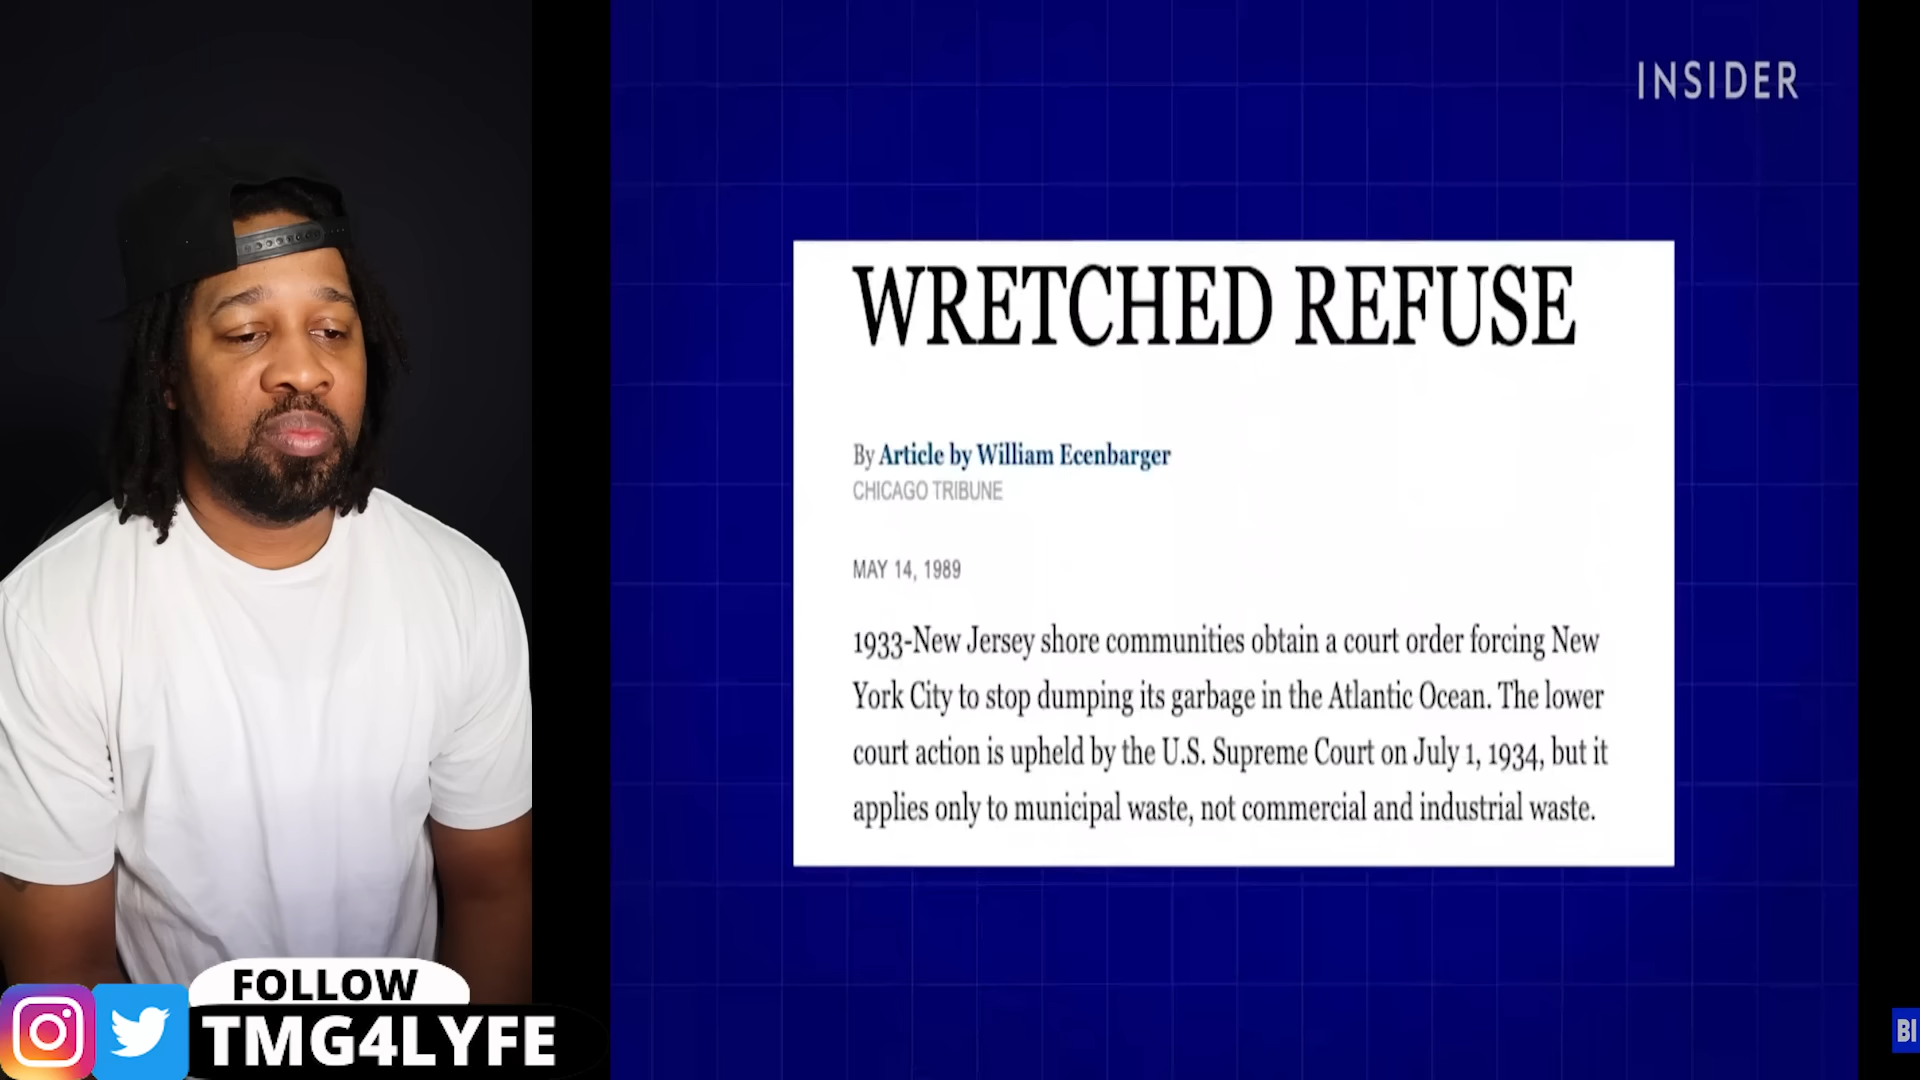 INSIDER
WRETCHED REFUSE
By Article by William Ecenbarger
CHICAGO TRIBUNE
MAY 14, 1989
1933-New Jersey shore communities obtain a court order forcing New
York City to stop dumping its garbage in the Atlantic Ocean. The lower
court action is upheld by the U.S. Supreme Court on July 1, 1934, but it
applies only to municipal waste, not commercial and industrial waste.
FOLLOW
TMG4LYFE
BI